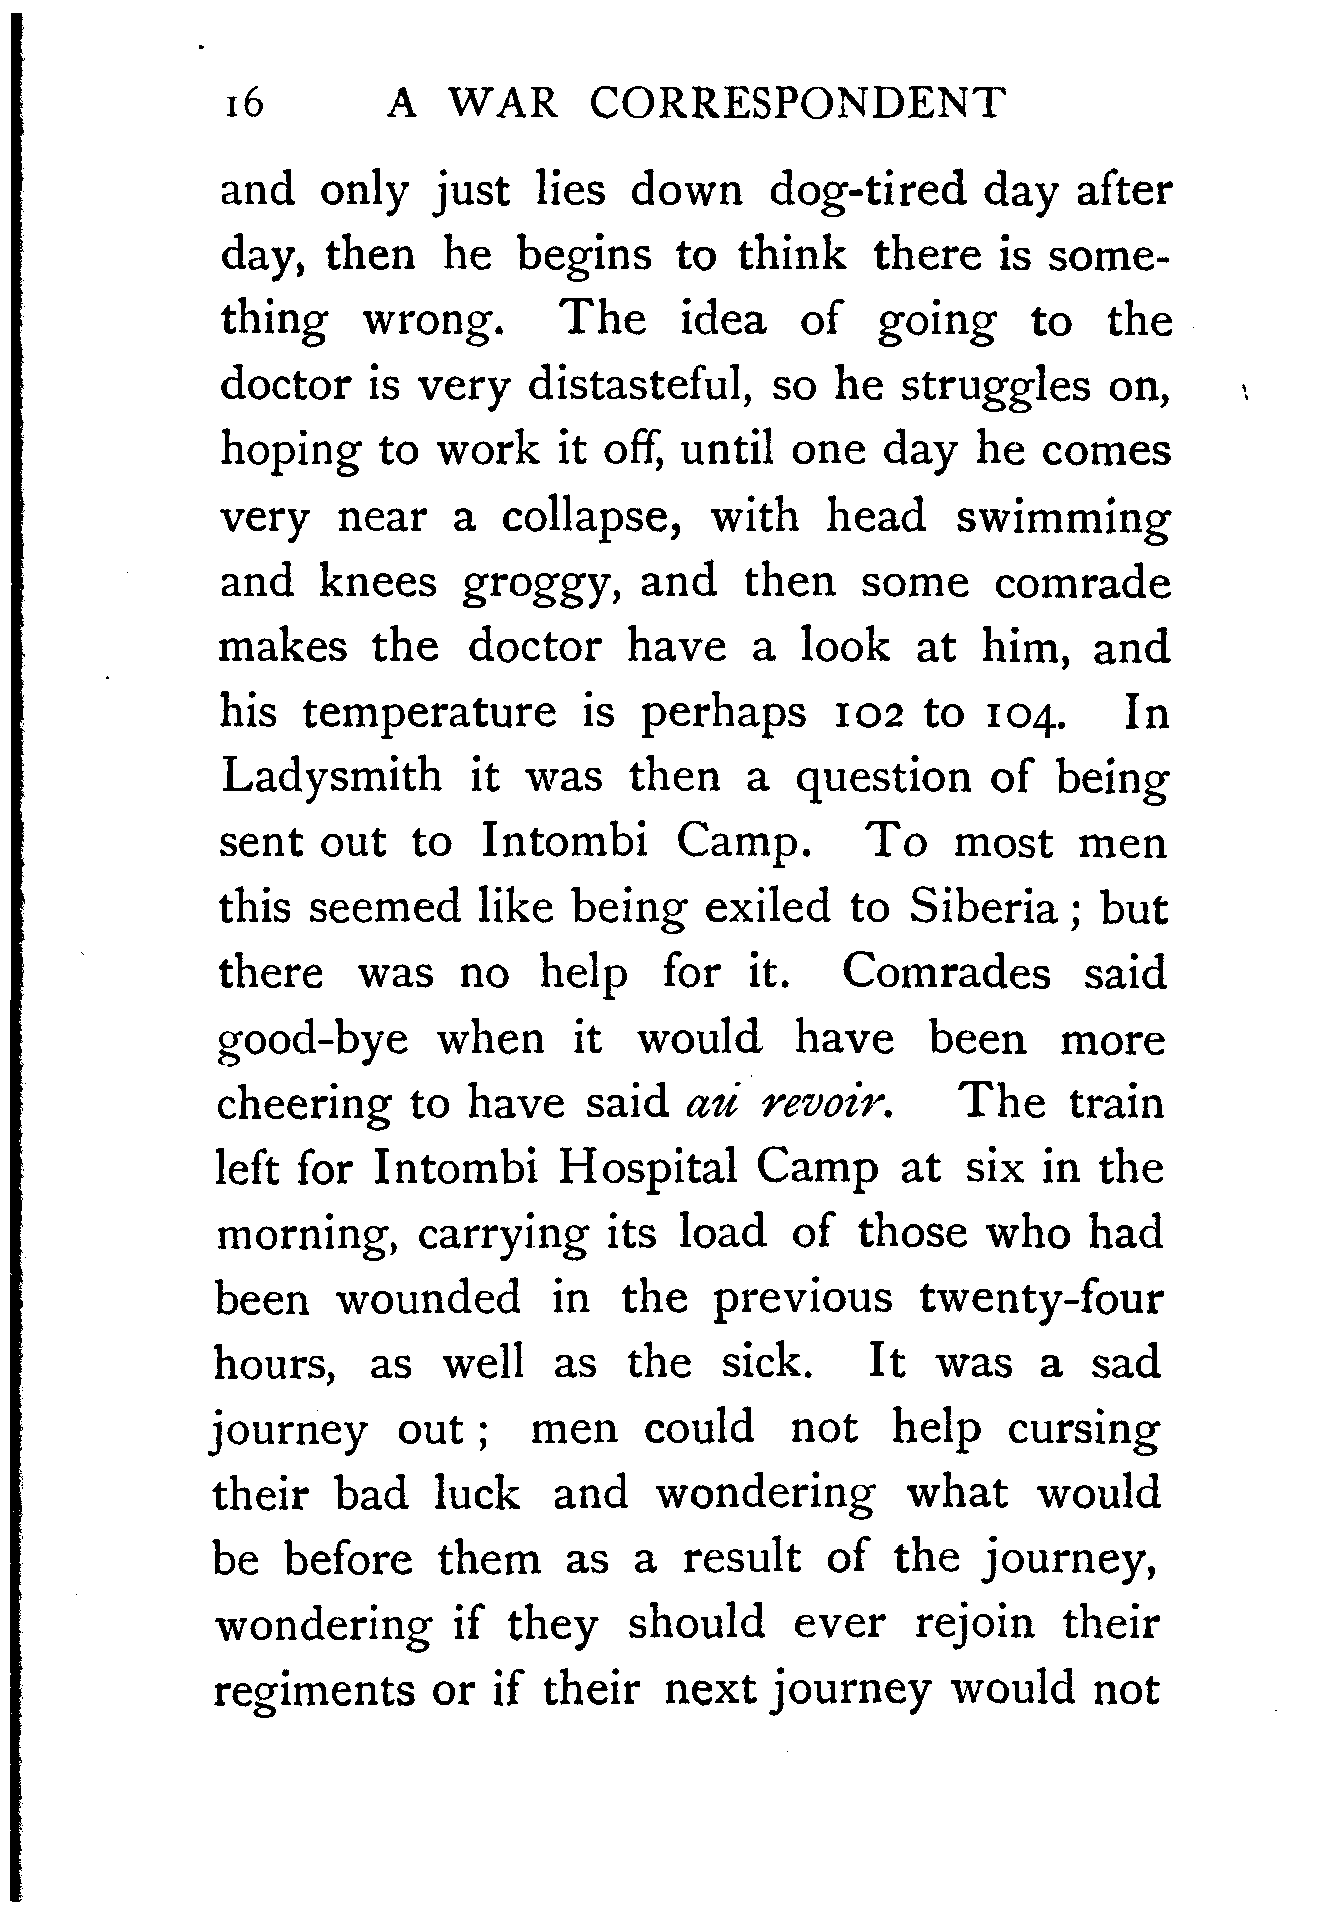 16 A WAR CORRESPONDENT
and only just lies down dog-tired day after
day, then he begins to think there is some-
thing wrong. The idea of going to the
doctor is very distasteful, so he struggles on,
hoping to work it off, until one day he comes
very near a collapse, with head swimming
and knees groggy, and then some comrade
makes the doctor have a look at him, and
his temperature is perhaps 102 to 104. In
Ladysmith it was then a question of being
sent out to Intombi Camp. To most men
this seemed like being exiled to Siberia ; but
there was no help for it. Comrades said
good-bye when it would have been more
cheering to have said au revoir. The train
left for Intombi Hospital Camp at six in the
morning, carrying its load of those who had
been wounded in the previous twenty-four
hours, as well as the sick. It was a sad
journey out ; men could not help cursing
their bad luck and wondering what would
be before them as a result of the journey,
wondering if they should ever rejoin their
regiments or if their next journey would not